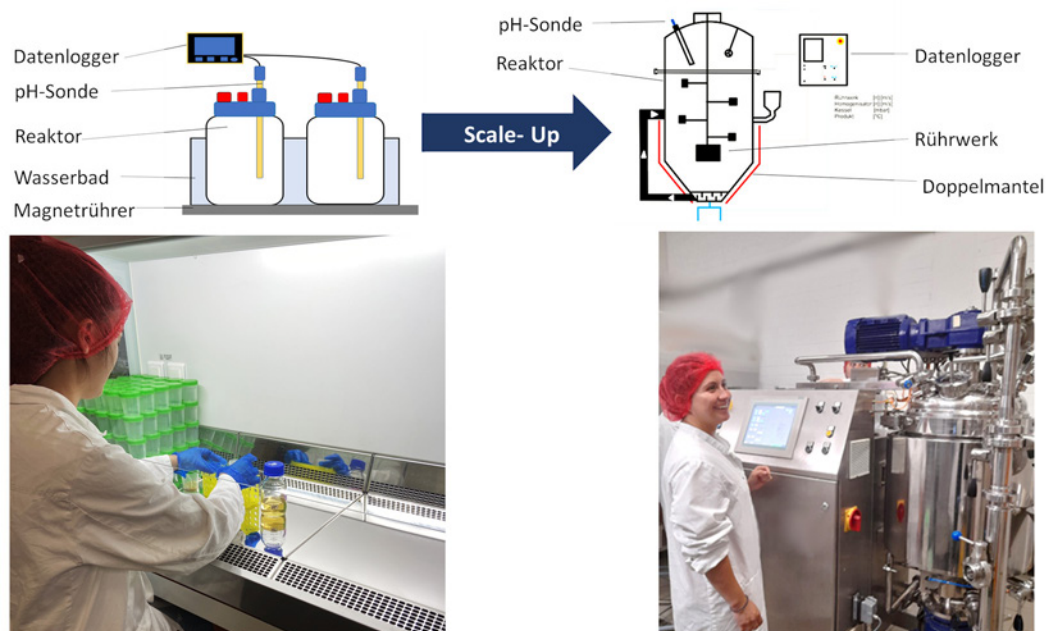 Datenlogger
pH-Sonde
Reaktor
Wasserbad
Magnetrührer
Scale- Up
pH-Sonde
Reaktor
Datenlogger
Rührwerk
Doppelmantel